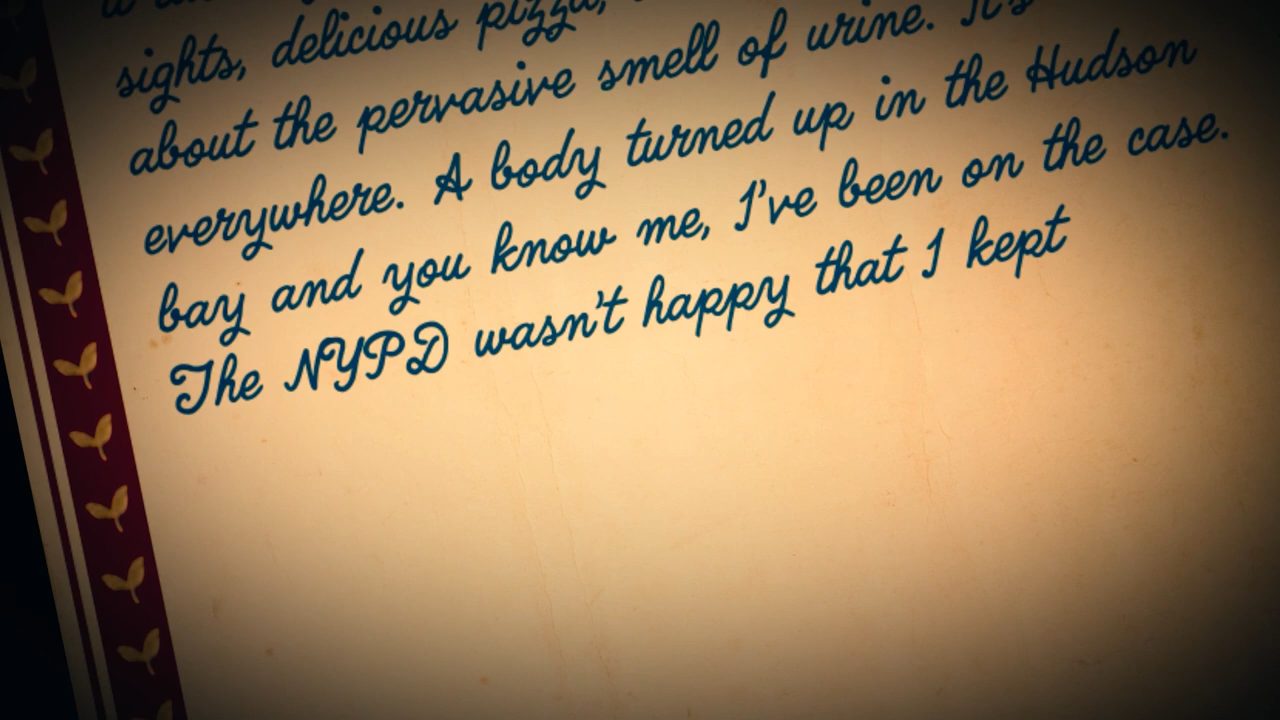 sights, delicious pizza,
about the pervasive smell of urine. It's
everywhere. A body turned up in the Hudson
bay and you know me, I've been on the case.
The NYPD wasn't happy that I kept